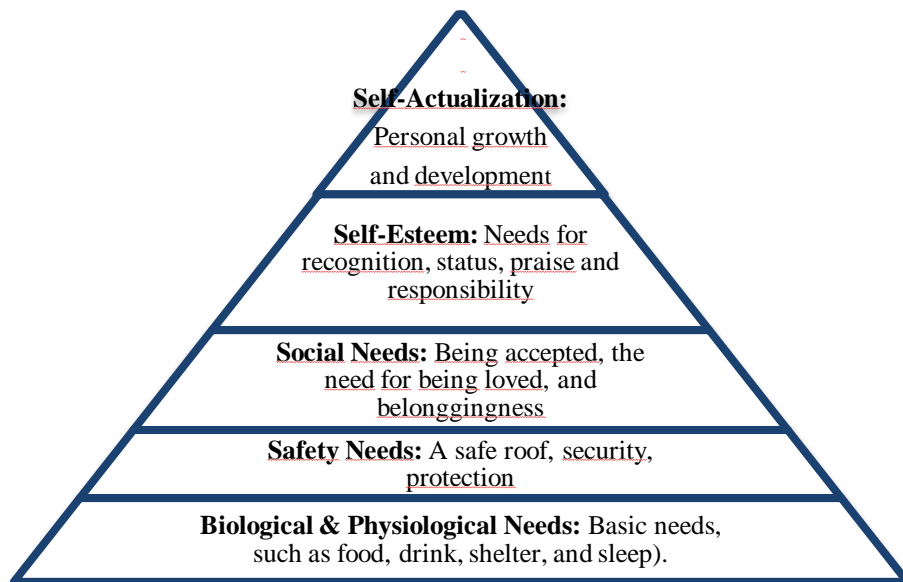 Self-Actualization:
Personal growth
and development
Self-Esteem: Needs for
recognition, status, praise and
responsibility
Social Needs: Being accepted, the
need for being loved, and
belonggingness
Safety Needs: A safe roof, security,
protection
Biological & Physiological Needs: Basic needs,
such as food, drink, shelter, and sleep).